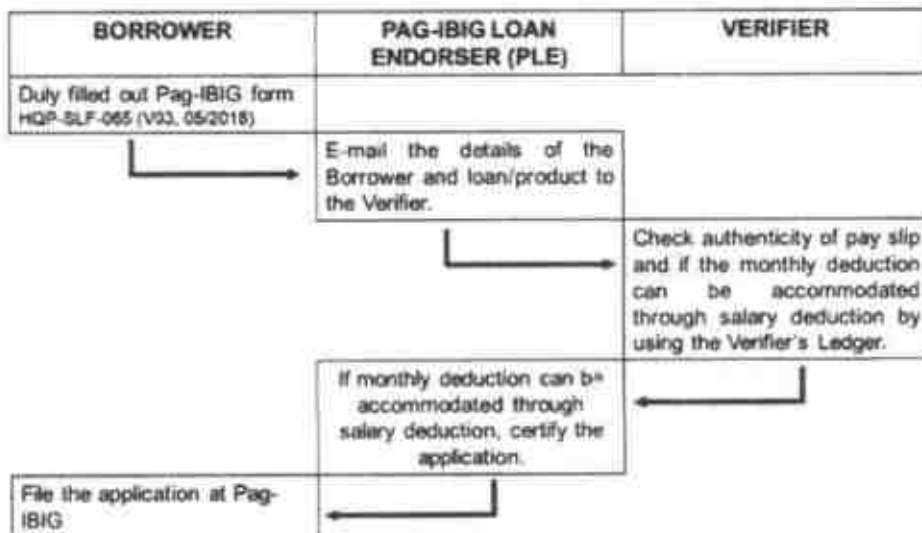 BORROWER
PAG-IBIG LOAN
ENDORSER (PLE)
VERIFIER
Duly filled out Pag-IBIG form
HQP-SLF-065 (V03, 05/2018)
E-mail the details of the
Borrower and loan/product to
the Verifier.
Check authenticity of pay slip
and if the monthly deduction
can be accommodated
through salary deduction by
using the Verifier's Ledger.
If monthly deduction can be
accommodated through
salary deduction, certify the
application.
File the application at Pag-
IBIG